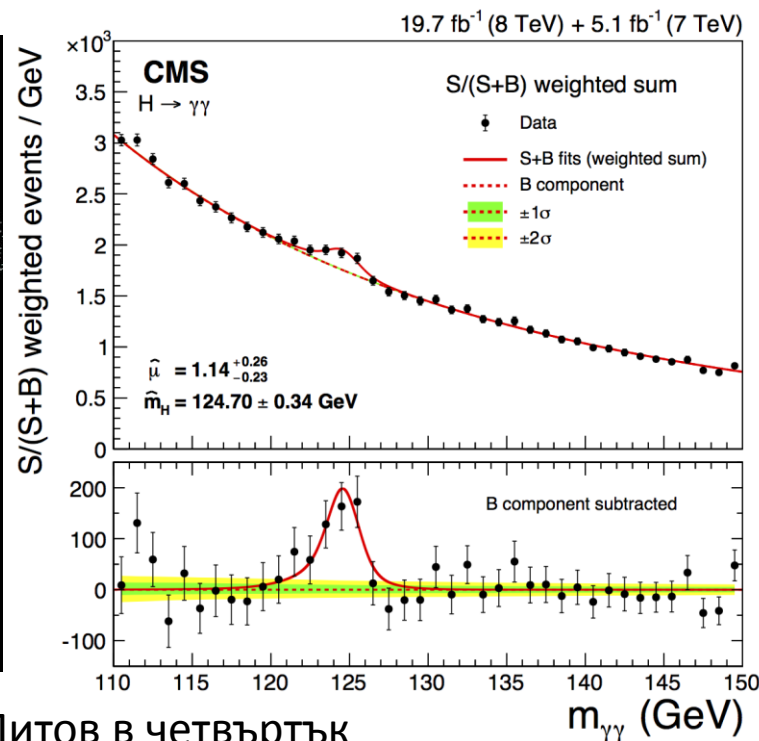 19.7 fb⁻¹ (8 TeV) + 5.1 fb⁻¹ (7 TeV)
×10³
S/(S+B) weighted events / GeV
CMS
H → γγ
S/(S+B) weighted sum
Data
S+B fits (weighted sum)
B component
±1σ
±2σ
μ̂ = 1.14 +0.26 −0.23
m̂_H = 124.70 ± 0.34 GeV
3.5
3
2.5
2
1.5
1
0.5
0
B component subtracted
200
100
0
-100
110 115 120 125 130 135 140 145 150
m_γγ (GeV)
в четвъртък